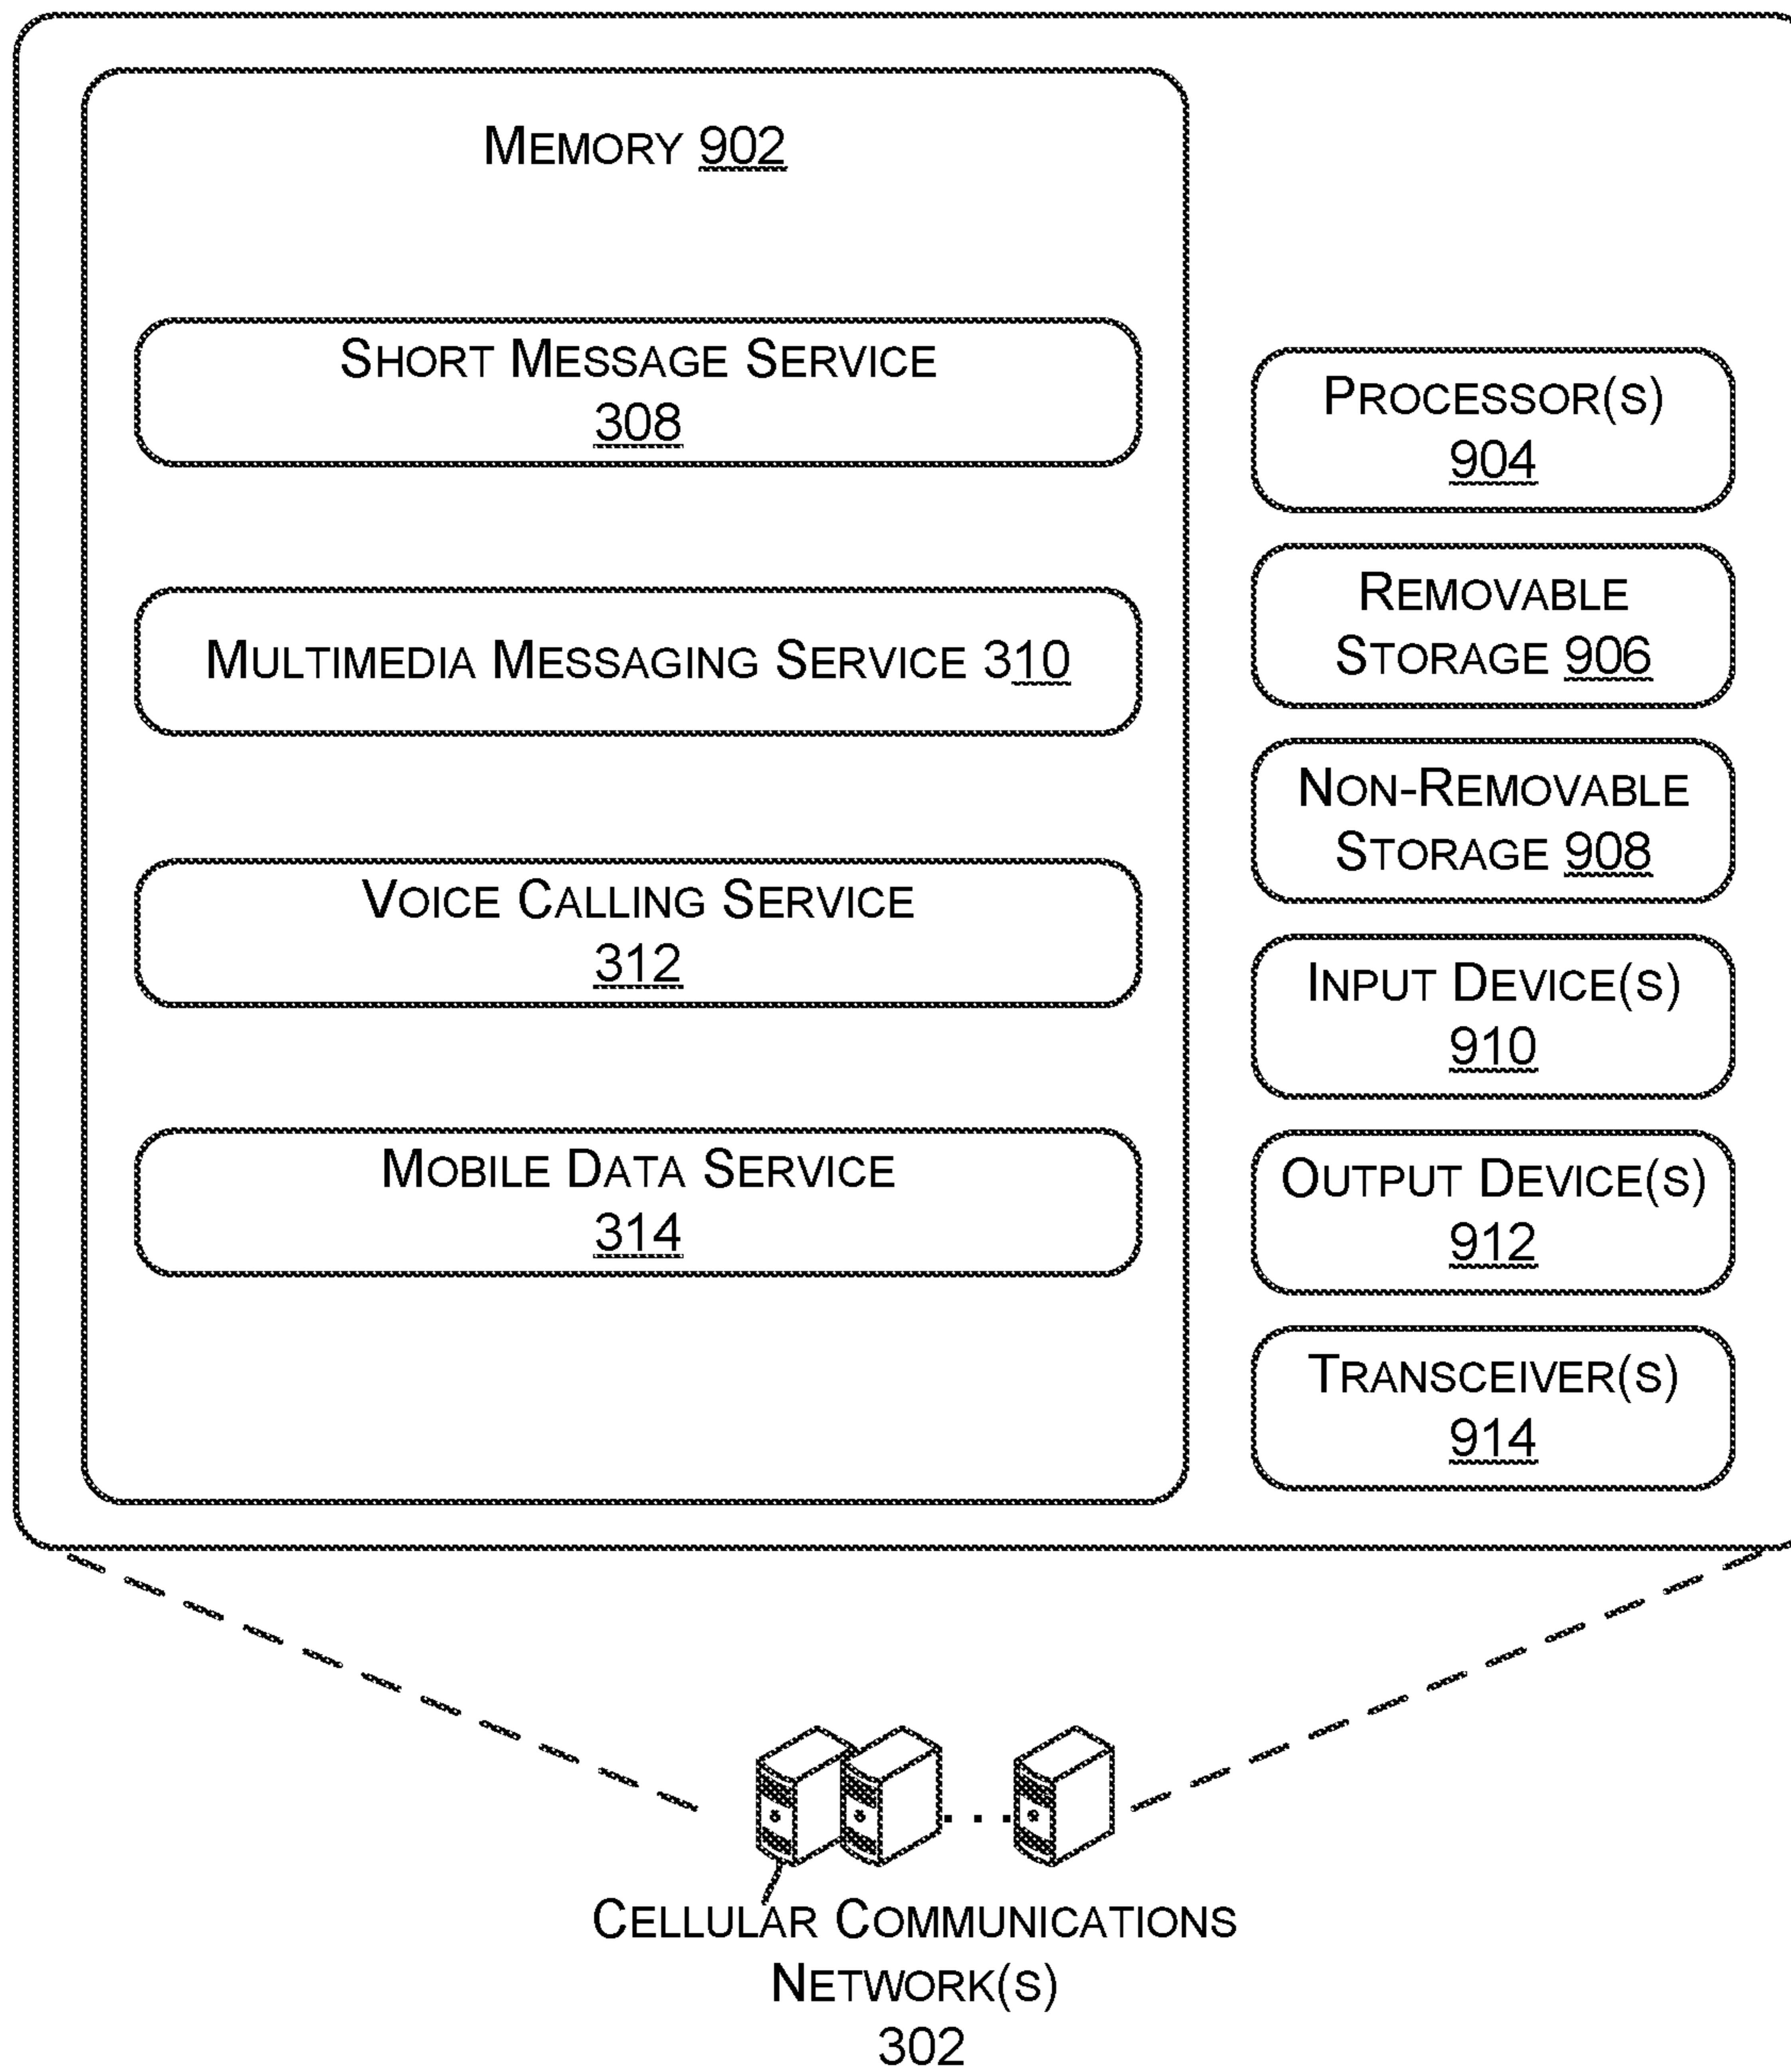 MEMORY 902
SHORT MESSAGE SERVICE
308
MULTIMEDIA MESSAGING SERVICE 310
VOICE CALLING SERVICE
312
MOBILE DATA SERVICE
314
PROCESSOR(S)
904
REMOVABLE
STORAGE 906
NON-REMOVABLE
STORAGE 908
INPUT DEVICE(S)
910
OUTPUT DEVICE(S)
912
TRANSCEIVER(S)
914
CELLULAR COMMUNICATIONS
NETWORK(S)
302